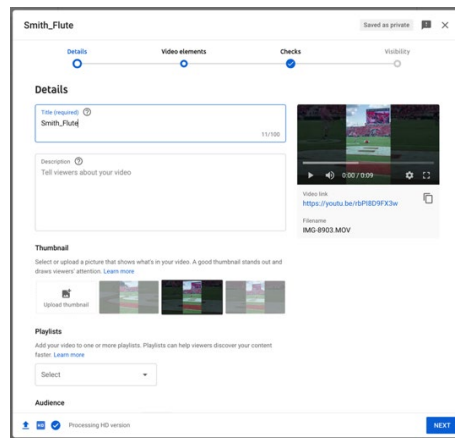 Smith_Flute
Saved as private
Details
Video elements
Checks
Visibility
Details
Title (required)
Smith_Flute
11/100
Description
Tell viewers about your video
0:00 / 0:09
Video link
https://youtu.be/rbPI8D9FX3w
Filename
IMG-8903.MOV
Thumbnail
Select or upload a picture that shows what's in your video. A good thumbnail stands out and
draws viewers' attention. Learn more
Upload thumbnail
Playlists
Add your video to one or more playlists. Playlists can help viewers discover your content
faster. Learn more
Select
Audience
Processing HD version
NEXT